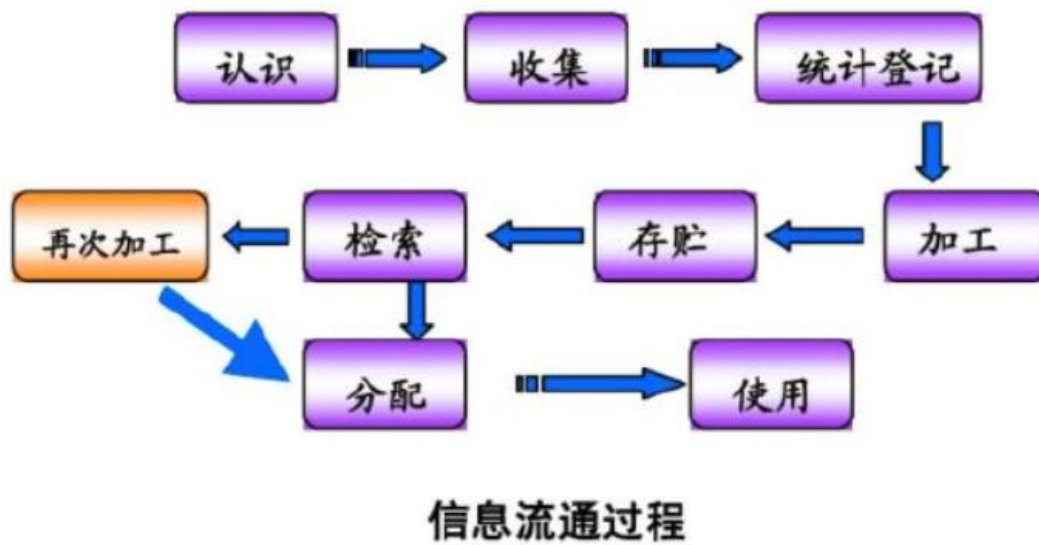 认识
收集
统计登记
加工
存贮
检索
再次加工
分配
使用
信息流通过程